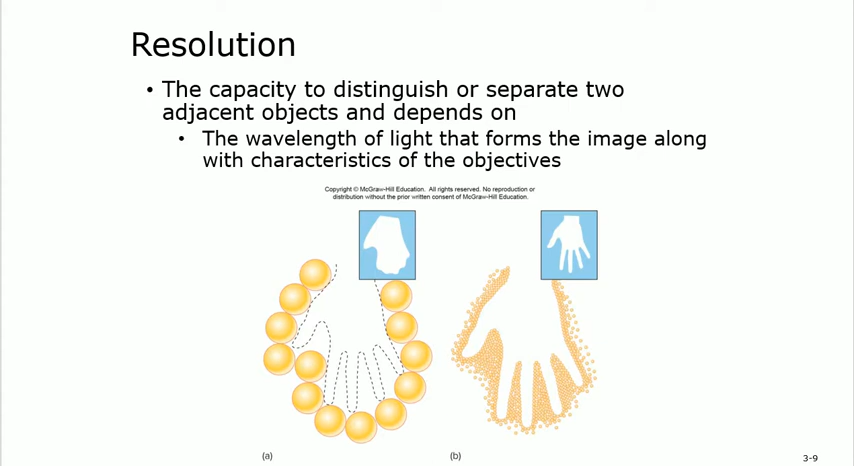 Resolution
• The capacity to distinguish or separate two
adjacent objects and depends on
• The wavelength of light that forms the image along
with characteristics of the objectives
Copyright © McGraw-Hill Education. All rights reserved. No reproduction or
distribution without the prior written consent of McGraw-Hill Education.
(a)
(b)
3-9